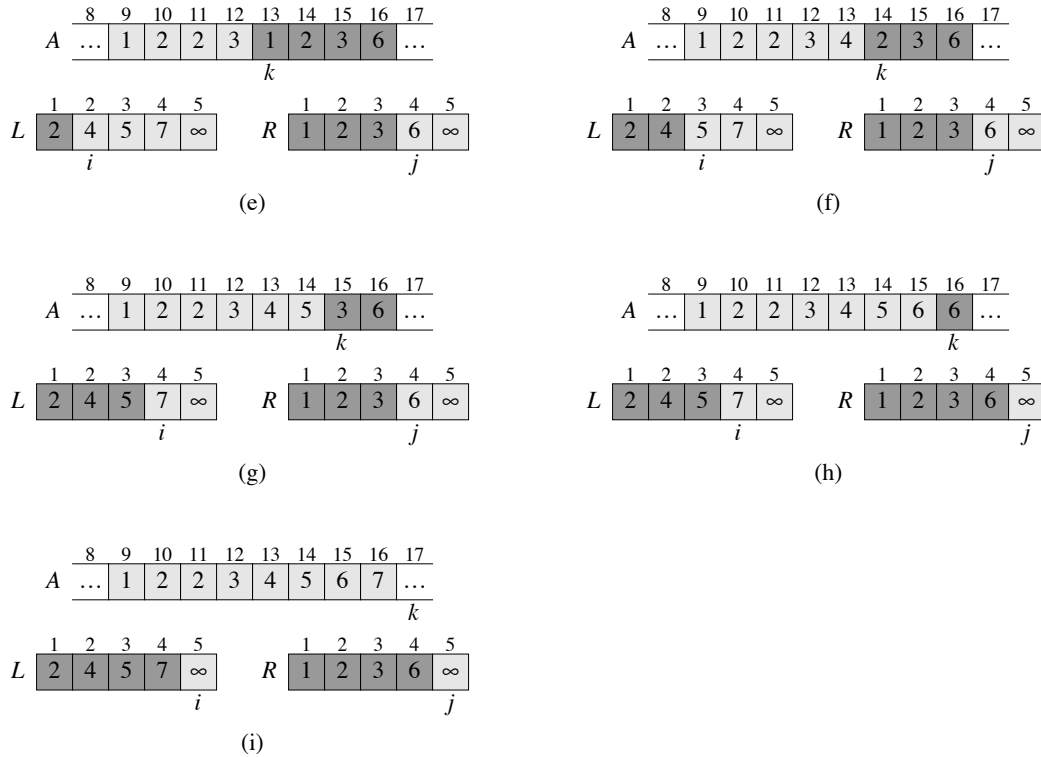 8 9 10 11 12 13 14 15 16 17
A ... 1 2 2 3 1 2 3 6 ...
k
1 2 3 4 5 1 2 3 4 5
L 2 4 5 7 ∞ R 1 2 3 6 ∞
i j
(e)
8 9 10 11 12 13 14 15 16 17
A ... 1 2 2 3 4 2 3 6 ...
k
1 2 3 4 5 1 2 3 4 5
L 2 4 5 7 ∞ R 1 2 3 6 ∞
i j
(f)
8 9 10 11 12 13 14 15 16 17
A ... 1 2 2 3 4 5 3 6 ...
k
1 2 3 4 5 1 2 3 4 5
L 2 4 5 7 ∞ R 1 2 3 6 ∞
i j
(g)
8 9 10 11 12 13 14 15 16 17
A ... 1 2 2 3 4 5 6 6 ...
k
1 2 3 4 5 1 2 3 4 5
L 2 4 5 7 ∞ R 1 2 3 6 ∞
i j
(h)
8 9 10 11 12 13 14 15 16 17
A ... 1 2 2 3 4 5 6 7 ...
k
1 2 3 4 5 1 2 3 4 5
L 2 4 5 7 ∞ R 1 2 3 6 ∞
i j
(i)